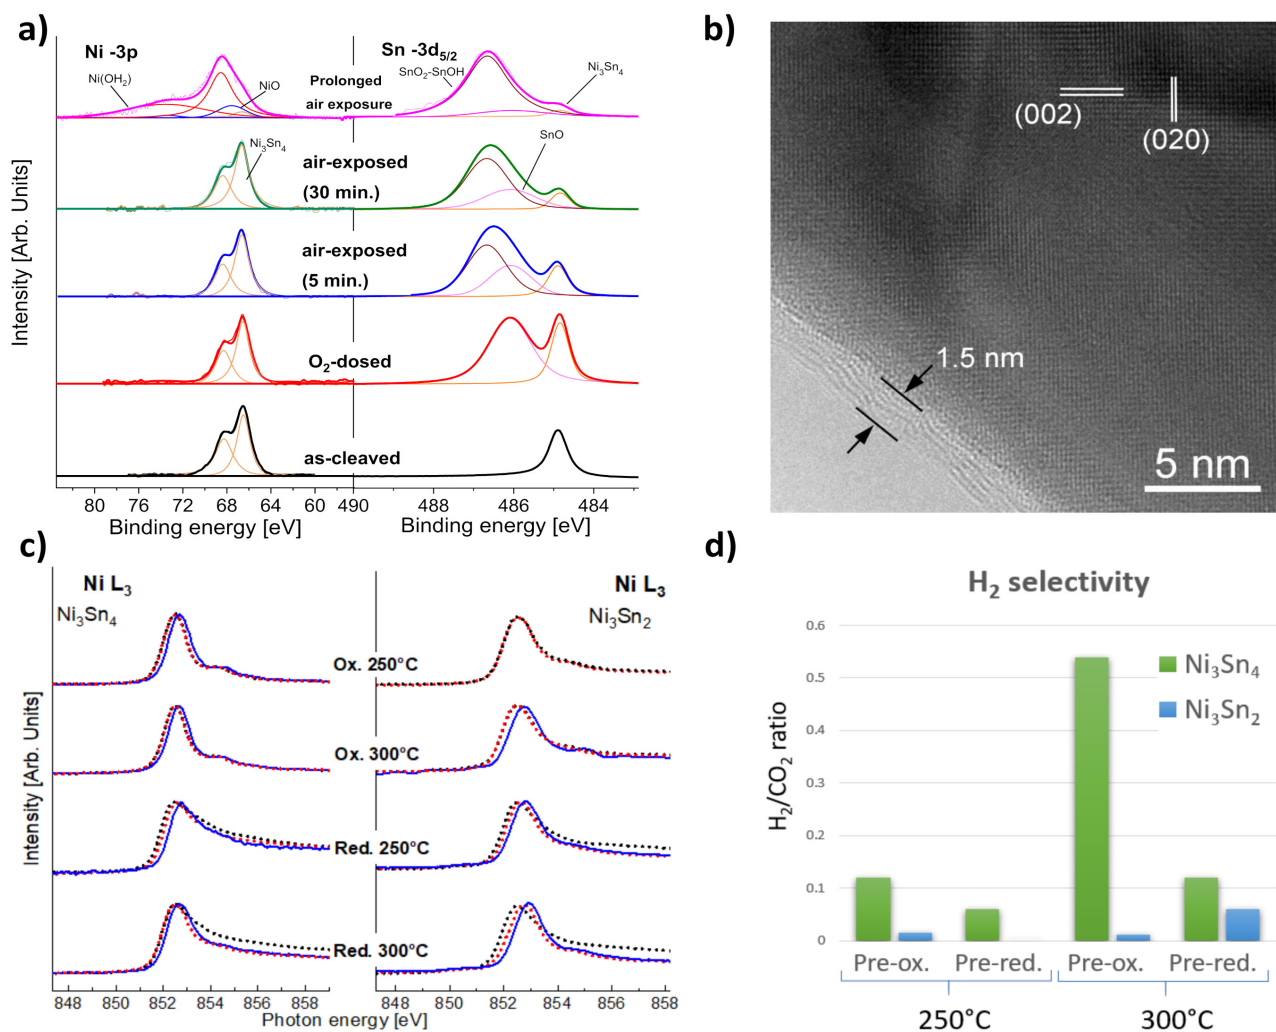 a)
Ni -3p
Sn -3d5/2
Ni(OH2)
NiO
Prolonged
air exposure
SnO2-SnOH
Ni3Sn4
Ni3Sn4
air-exposed
(30 min.)
SnO
air-exposed
(5 min.)
O2-dosed
as-cleaved
Intensity [Arb. Units]
80 76 72 68 64 60 490 488 486 484
Binding energy [eV] Binding energy [eV]
b)
(002)
(020)
1.5 nm
5 nm
c)
Ni L3
Ni3Sn4
Ni L3
Ni3Sn2
Ox. 250°C
Ox. 300°C
Red. 250°C
Red. 300°C
Intensity [Arb. Units]
848 850 852 854 856 858 848 850 852 854 856 858
Photon energy [eV]
d)
H2 selectivity
0.6
0.5
0.4
0.3
0.2
0.1
0
H2/CO2 ratio
Ni3Sn4
Ni3Sn2
Pre-ox. Pre-red. Pre-ox. Pre-red.
250°C 300°C